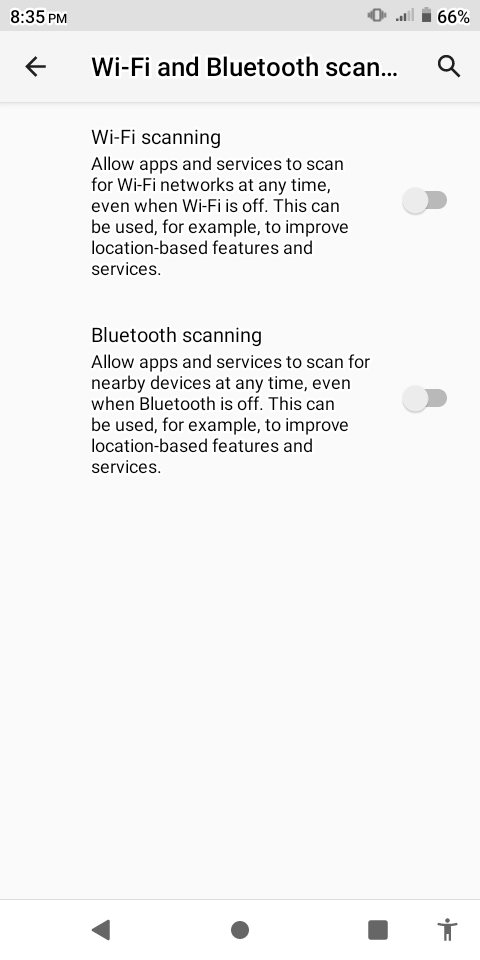 8:35 PM 66%
Wi-Fi and Bluetooth scan...
Wi-Fi scanning
Allow apps and services to scan
for Wi-Fi networks at any time,
even when Wi-Fi is off. This can
be used, for example, to improve
location-based features and
services.
Bluetooth scanning
Allow apps and services to scan for
nearby devices at any time, even
when Bluetooth is off. This can
be used, for example, to improve
location-based features and
services.